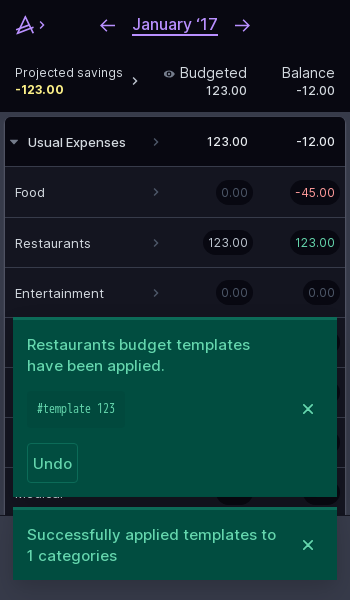 January ‘17
Projected savings
-123.00
Budgeted
123.00
Balance
-12.00
Usual Expenses 123.00 -12.00
Food 0.00 -45.00
Restaurants 123.00 123.00
Entertainment 0.00 0.00
Restaurants budget templates
have been applied.
#template 123
Undo
Successfully applied templates to
1 categories